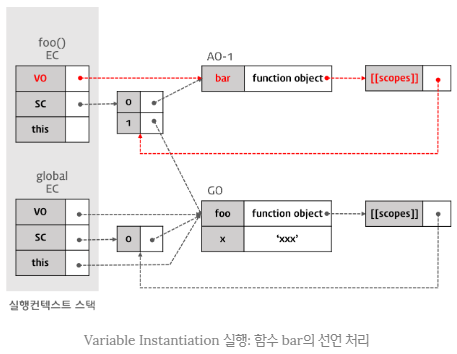 foo()
EC
VO
SC
this
0
1
AO-1
bar function object
[[scopes]]
global
EC
VO
SC
this
0
GO
foo function object
x 'xxx'
[[scopes]]
실행컨텍스트 스택
Variable Instantiation 실행: 함수 bar의 선언 처리